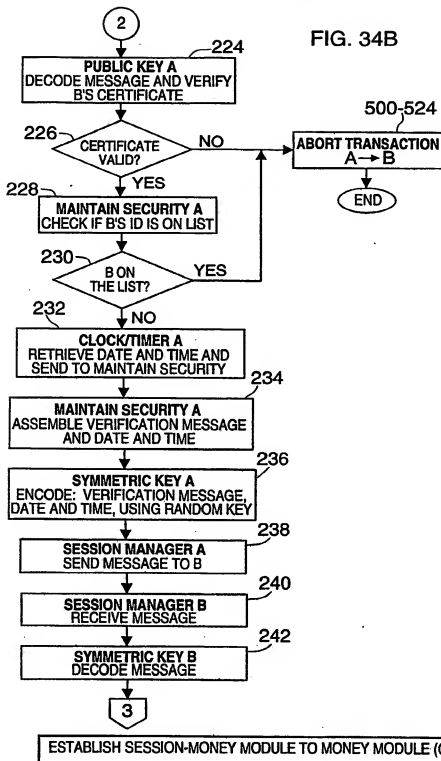 2
FIG. 34B
224
PUBLIC KEY A
DECODE MESSAGE AND VERIFY
B'S CERTIFICATE
226
CERTIFICATE
VALID?
NO
YES
500-524
ABORT TRANSACTION
A → B
END
228
MAINTAIN SECURITY A
CHECK IF B'S ID IS ON LIST
230
B ON
THE LIST?
YES
NO
232
CLOCK/TIMER A
RETRIEVE DATE AND TIME AND
SEND TO MAINTAIN SECURITY
234
MAINTAIN SECURITY A
ASSEMBLE VERIFICATION MESSAGE
AND DATE AND TIME
236
SYMMETRIC KEY A
ENCODE: VERIFICATION MESSAGE,
DATE AND TIME, USING RANDOM KEY
238
SESSION MANAGER A
SEND MESSAGE TO B
240
SESSION MANAGER B
RECEIVE MESSAGE
242
SYMMETRIC KEY B
DECODE MESSAGE
3
ESTABLISH SESSION-MONEY MODULE TO MONEY MODULE